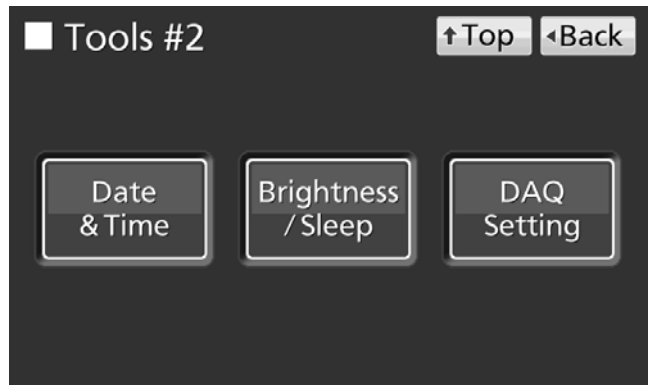 Tools #2
Top
Back
Date
& Time
Brightness
/ Sleep
DAQ
Setting